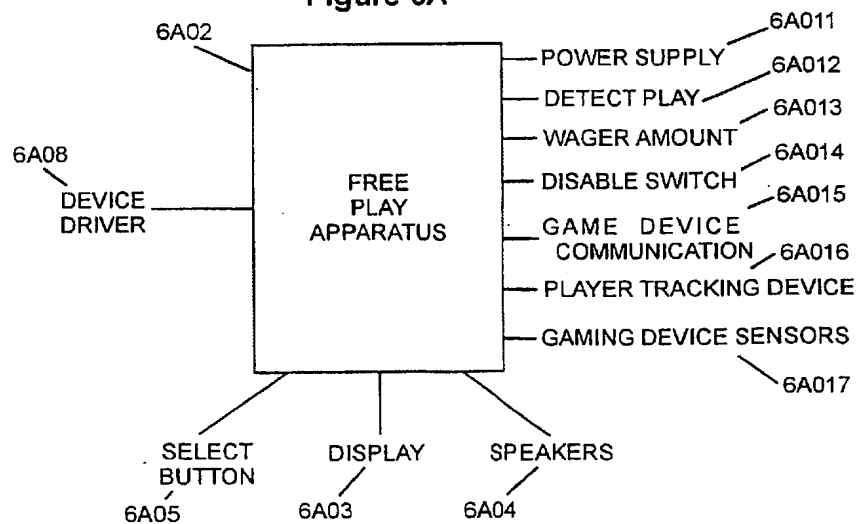 Figure 6A
6A02
6A011
POWER SUPPLY
6A012
DETECT PLAY
6A013
WAGER AMOUNT
6A014
DISABLE SWITCH
6A015
GAME DEVICE
COMMUNICATION
6A016
PLAYER TRACKING DEVICE
GAMING DEVICE SENSORS
6A017
6A08
DEVICE
DRIVER
FREE
PLAY
APPARATUS
SELECT
BUTTON
6A05
DISPLAY
6A03
SPEAKERS
6A04